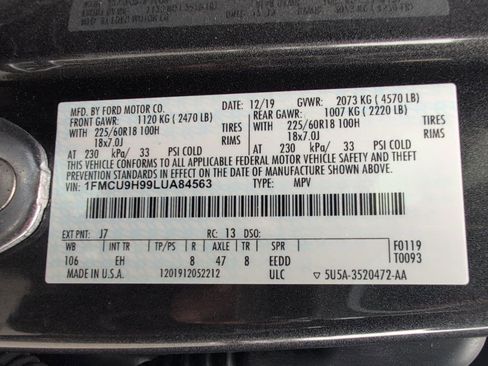 MFD. BY FORD MOTOR CO. 12/19 GVWR: 2073 KG ( 4570 LB)
FRONT GAWR: 1120 KG ( 2470 LB) REAR GAWR: 1007 KG ( 2220 LB)
WITH 225/60R18 100H TIRES WITH 225/60R18 100H TIRES
18x7.0J RIMS 18x7.0J RIMS
AT 230 kPa/ 33 PSI COLD AT 230 kPa/ 33 PSI COLD
THIS VEHICLE CONFORMS TO ALL APPLICABLE FEDERAL MOTOR VEHICLE SAFETY AND THEFT
PREVENTION STANDARDS IN EFFECT ON THE DATE OF MANUFACTURE SHOWN ABOVE.
VIN: 1FMCU9H99LUA84563 TYPE: MPV
EXT PNT: J7 RC: 13 DSO:
WB INT TR TP/PS R AXLE TR SPR F0119
106 EH 8 47 8 EEDD T0093
MADE IN U.S.A. 1201912052212 ULC 5U5A-3520472-AA